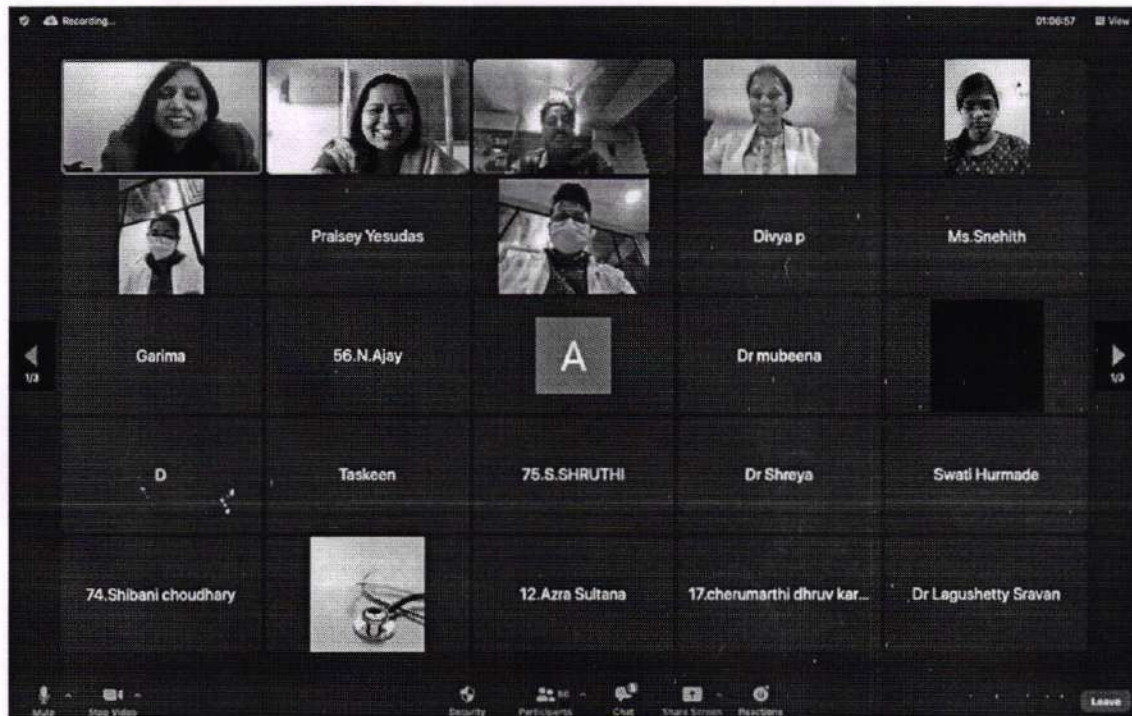 Recording...
01:06:57
View
Praisey Yesudas
Divya p
Ms.Snehith
1/3
Garima
56.N.Ajay
A
Dr mubeena
1/3
D
Taskeen
75.S.SHRUTHI
Dr Shreya
Swati Hurmade
74.Shibani choudhary
12.Azra Sultana
17.cherumarthi dhruv kar...
Dr Lagushetty Sravan
Mute
Stop Video
Security
Participants
Chat
Share Screen
Reactions
Leave